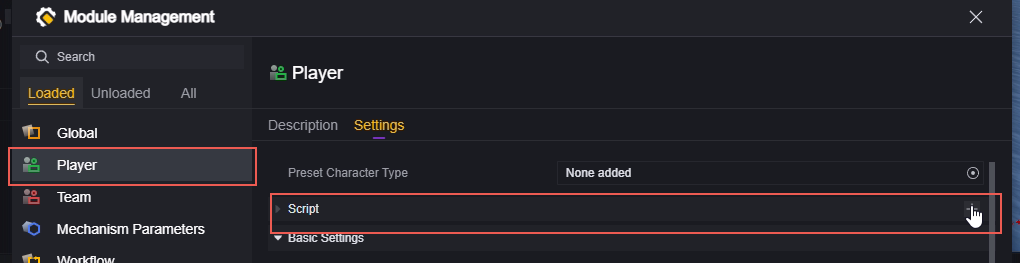 Module Management
Search
Loaded Unloaded All
Global
Player
Team
Mechanism Parameters
Workflow
Player
Description Settings
Preset Character Type None added
Script
Basic Settings